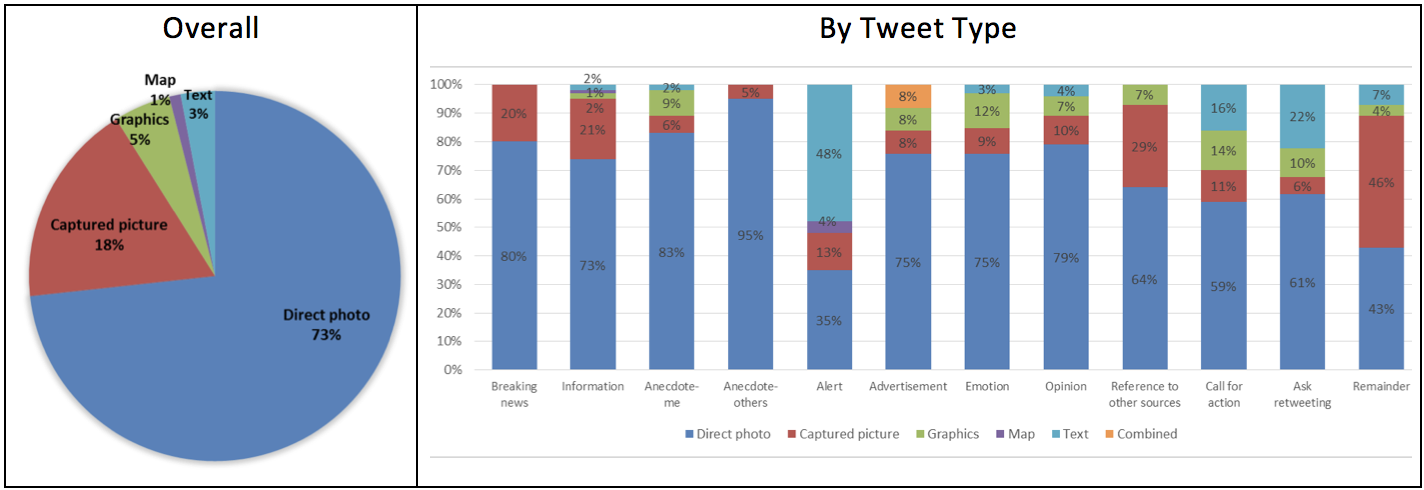 Overall
Map
1%
Text
3%
Graphics
5%
Captured picture
18%
Direct photo
73%
By Tweet Type
100%
90%
80%
70%
60%
50%
40%
30%
20%
10%
0%
20%
80%
2%
1%
2%
21%
73%
2%
9%
6%
83%
5%
95%
48%
4%
13%
35%
8%
8%
8%
75%
3%
12%
9%
75%
4%
7%
10%
79%
7%
29%
64%
16%
14%
11%
59%
22%
10%
6%
61%
7%
4%
46%
43%
Breaking
news
Information
Anecdote-
me
Anecdote-
others
Alert
Advertisement
Emotion
Opinion
Reference to
other sources
Call for
action
Ask
retweeting
Remainder
Direct photo
Captured picture
Graphics
Map
Text
Combined